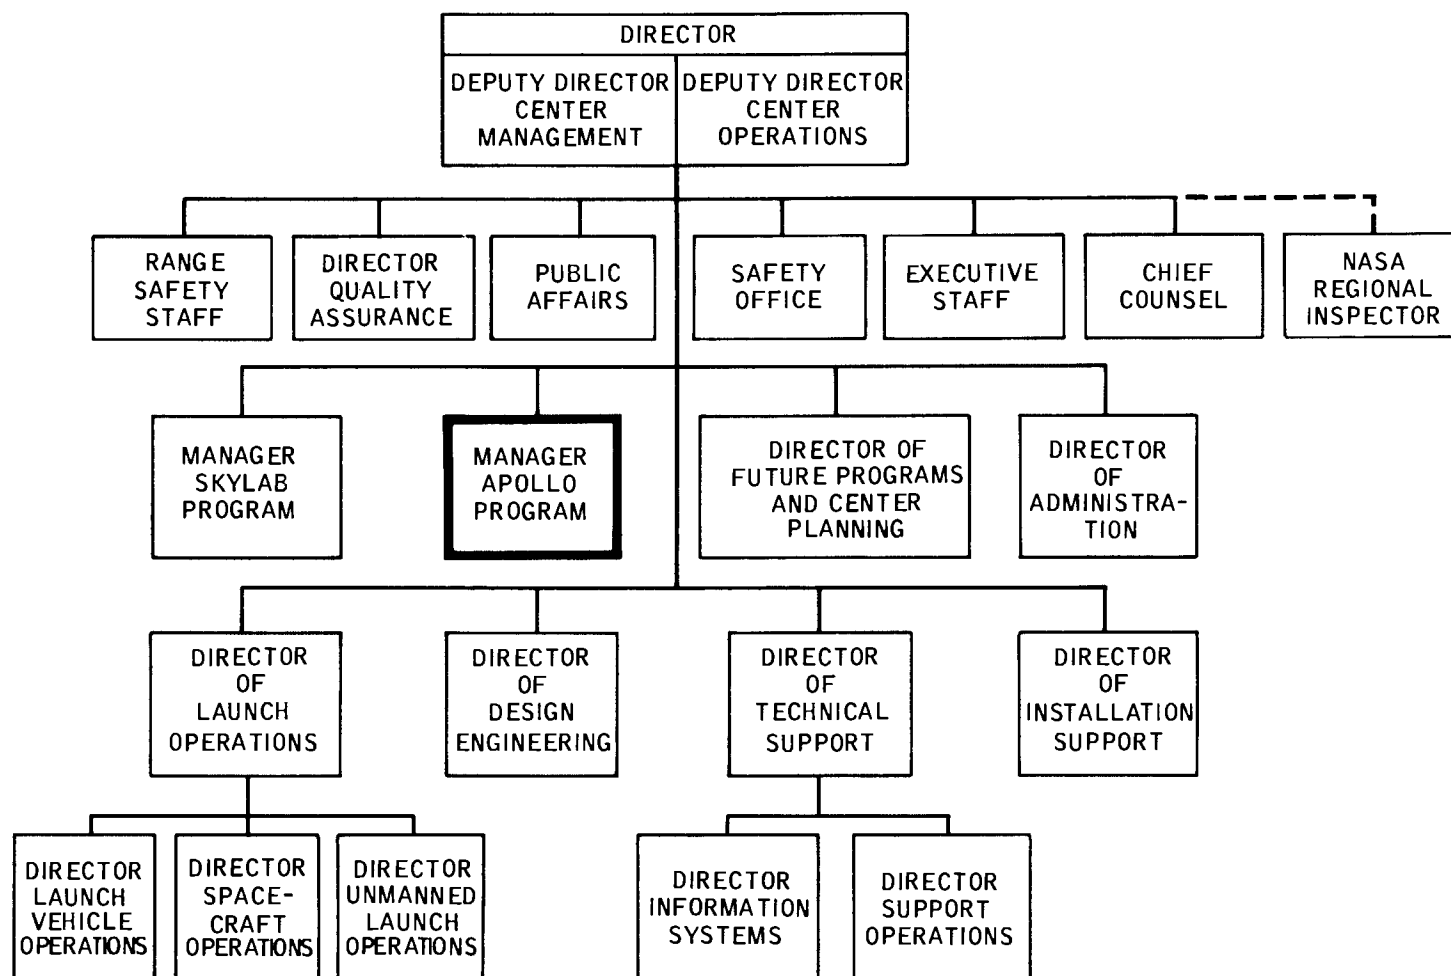 DIRECTOR
DEPUTY DIRECTOR
CENTER
MANAGEMENT
DEPUTY DIRECTOR
CENTER
OPERATIONS
RANGE
SAFETY
STAFF
DIRECTOR
QUALITY
ASSURANCE
PUBLIC
AFFAIRS
SAFETY
OFFICE
EXECUTIVE
STAFF
CHIEF
COUNSEL
NASA
REGIONAL
INSPECTOR
MANAGER
SKYLAB
PROGRAM
MANAGER
APOLLO
PROGRAM
DIRECTOR OF
FUTURE PROGRAMS
AND CENTER
PLANNING
DIRECTOR
OF
ADMINISTRA-
TION
DIRECTOR
OF
LAUNCH
OPERATIONS
DIRECTOR
OF
DESIGN
ENGINEERING
DIRECTOR
OF
TECHNICAL
SUPPORT
DIRECTOR
OF
INSTALLATION
SUPPORT
DIRECTOR
LAUNCH
VEHICLE
OPERATIONS
DIRECTOR
SPACE-
CRAFT
OPERATIONS
DIRECTOR
UNMANNED
LAUNCH
OPERATIONS
DIRECTOR
INFORMATION
SYSTEMS
DIRECTOR
SUPPORT
OPERATIONS